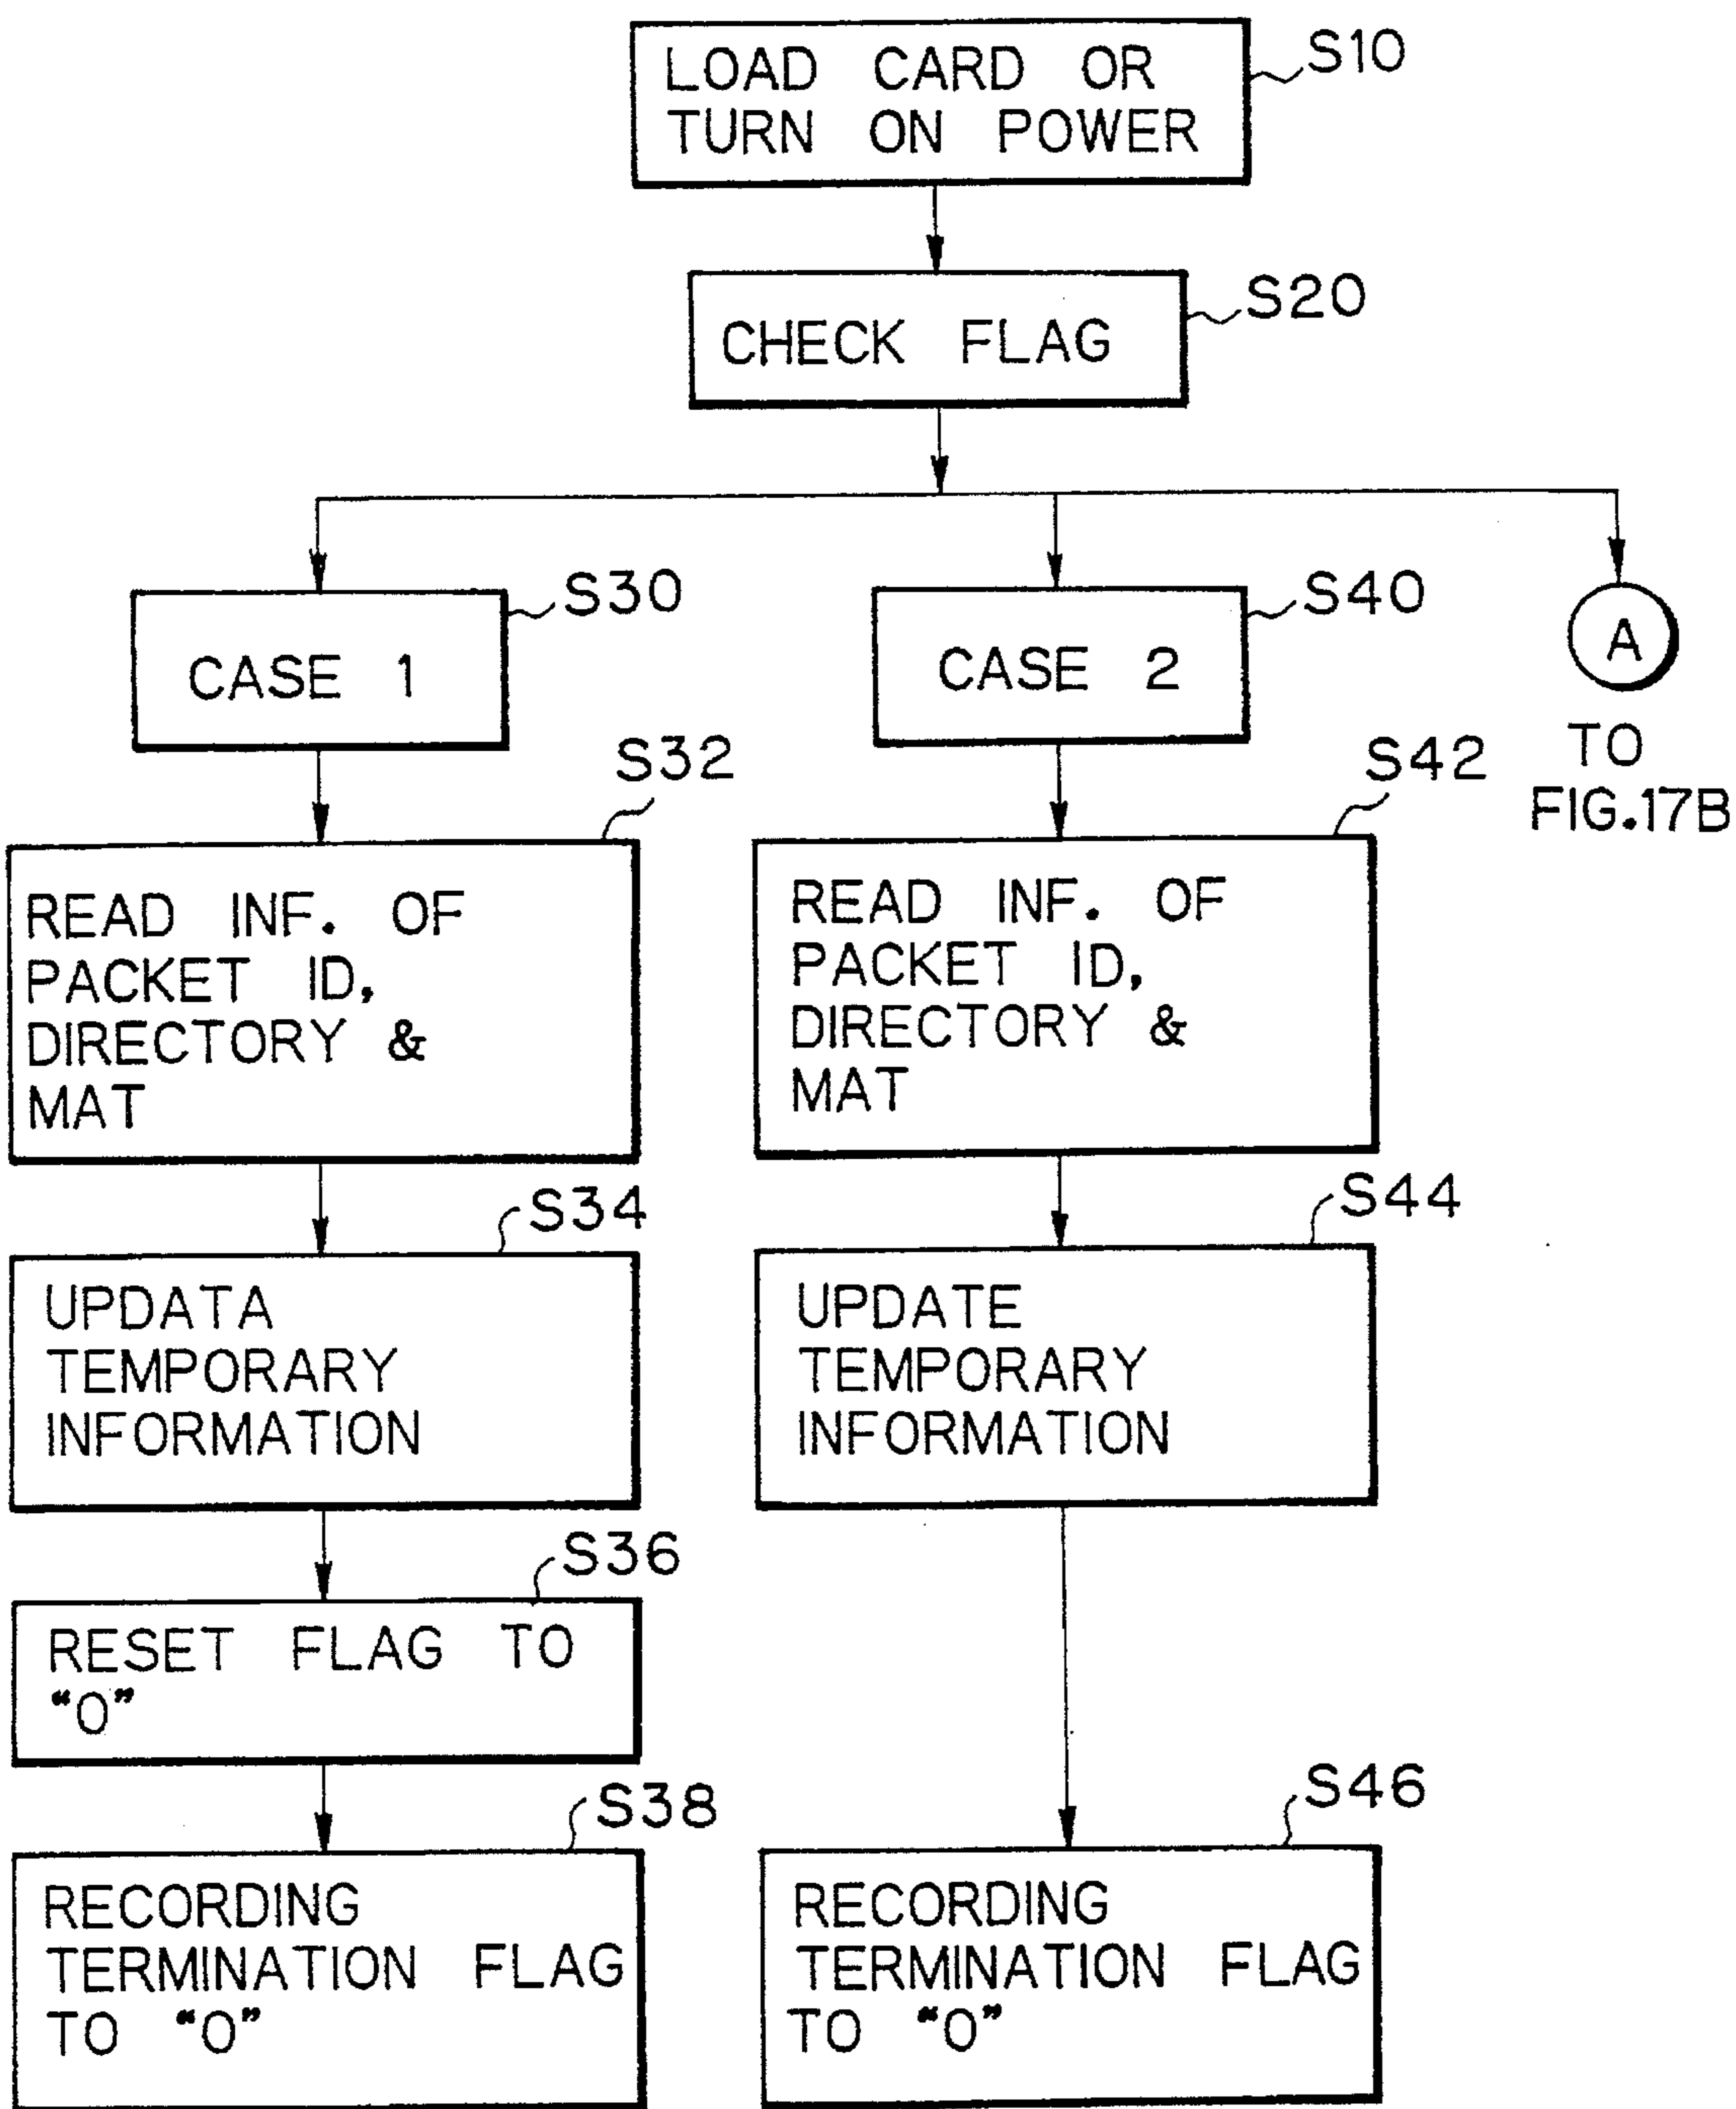 LOAD CARD OR
TURN ON POWER
S10
CHECK FLAG
S20
CASE 1
S30
CASE 2
S40
A
TO
FIG.17B
S32
READ INF. OF
PACKET ID,
DIRECTORY &
MAT
S42
READ INF. OF
PACKET ID,
DIRECTORY &
MAT
S34
UPDATA
TEMPORARY
INFORMATION
S44
UPDATE
TEMPORARY
INFORMATION
S36
RESET FLAG TO
“0”
S38
RECORDING
TERMINATION FLAG
TO “0”
S46
RECORDING
TERMINATION FLAG
TO “0”